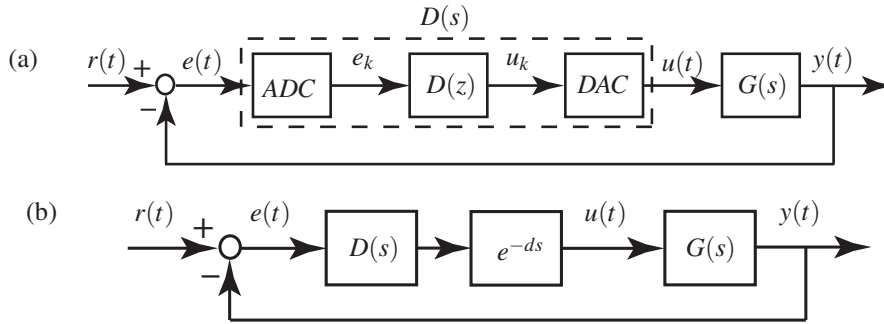 D(s)
(a) r(t) + e(t) e_k u_k u(t) y(t)
ADC D(z) DAC G(s)
−
(b) r(t) + e(t) u(t) y(t)
D(s) e^{−ds} G(s)
−